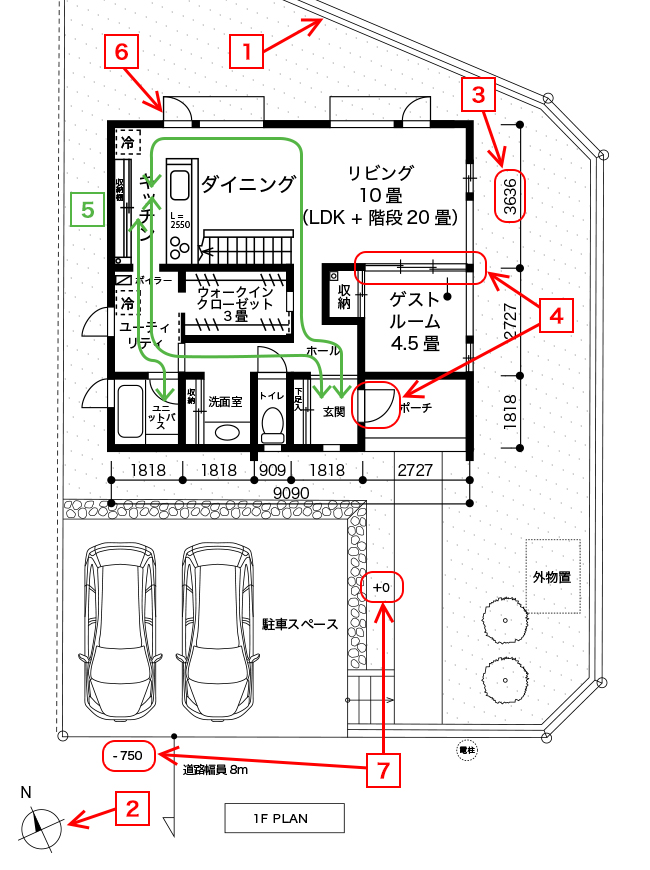 1
6
3
冷
収納棚
キッチン
L=
2550
ダイニング
リビング
10 畳
(LDK + 階段 20 畳)
3636
5
ボイラー
冷
ユーティ
リティ
ウォークイン
クローゼット
3 畳
収納
ゲスト
ルーム
4.5 畳
2727
4
ホール
ユニ
ットバ
ス
収納
洗面室
トイレ
下足入
玄関
ポーチ
1818
1818
1818
909
1818
2727
9090
+0
外物置
駐車スペース
-750
道路幅員 8m
7
電柱
N
2
1F PLAN